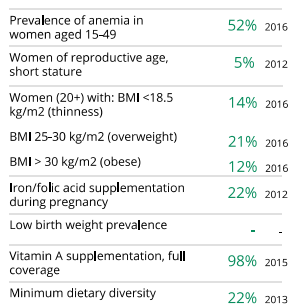 Prevalence of anemia in
women aged 15-49 52% 2016
Women of reproductive age,
short stature 5% 2012
Women (20+) with: BMI <18.5
kg/m2 (thinness) 14% 2016
BMI 25-30 kg/m2 (overweight) 21% 2016
BMI > 30 kg/m2 (obese) 12% 2016
Iron/folic acid supplementation
during pregnancy 22% 2012
Low birth weight prevalence - -
Vitamin A supplementation, full
coverage 98% 2015
Minimum dietary diversity 22% 2013